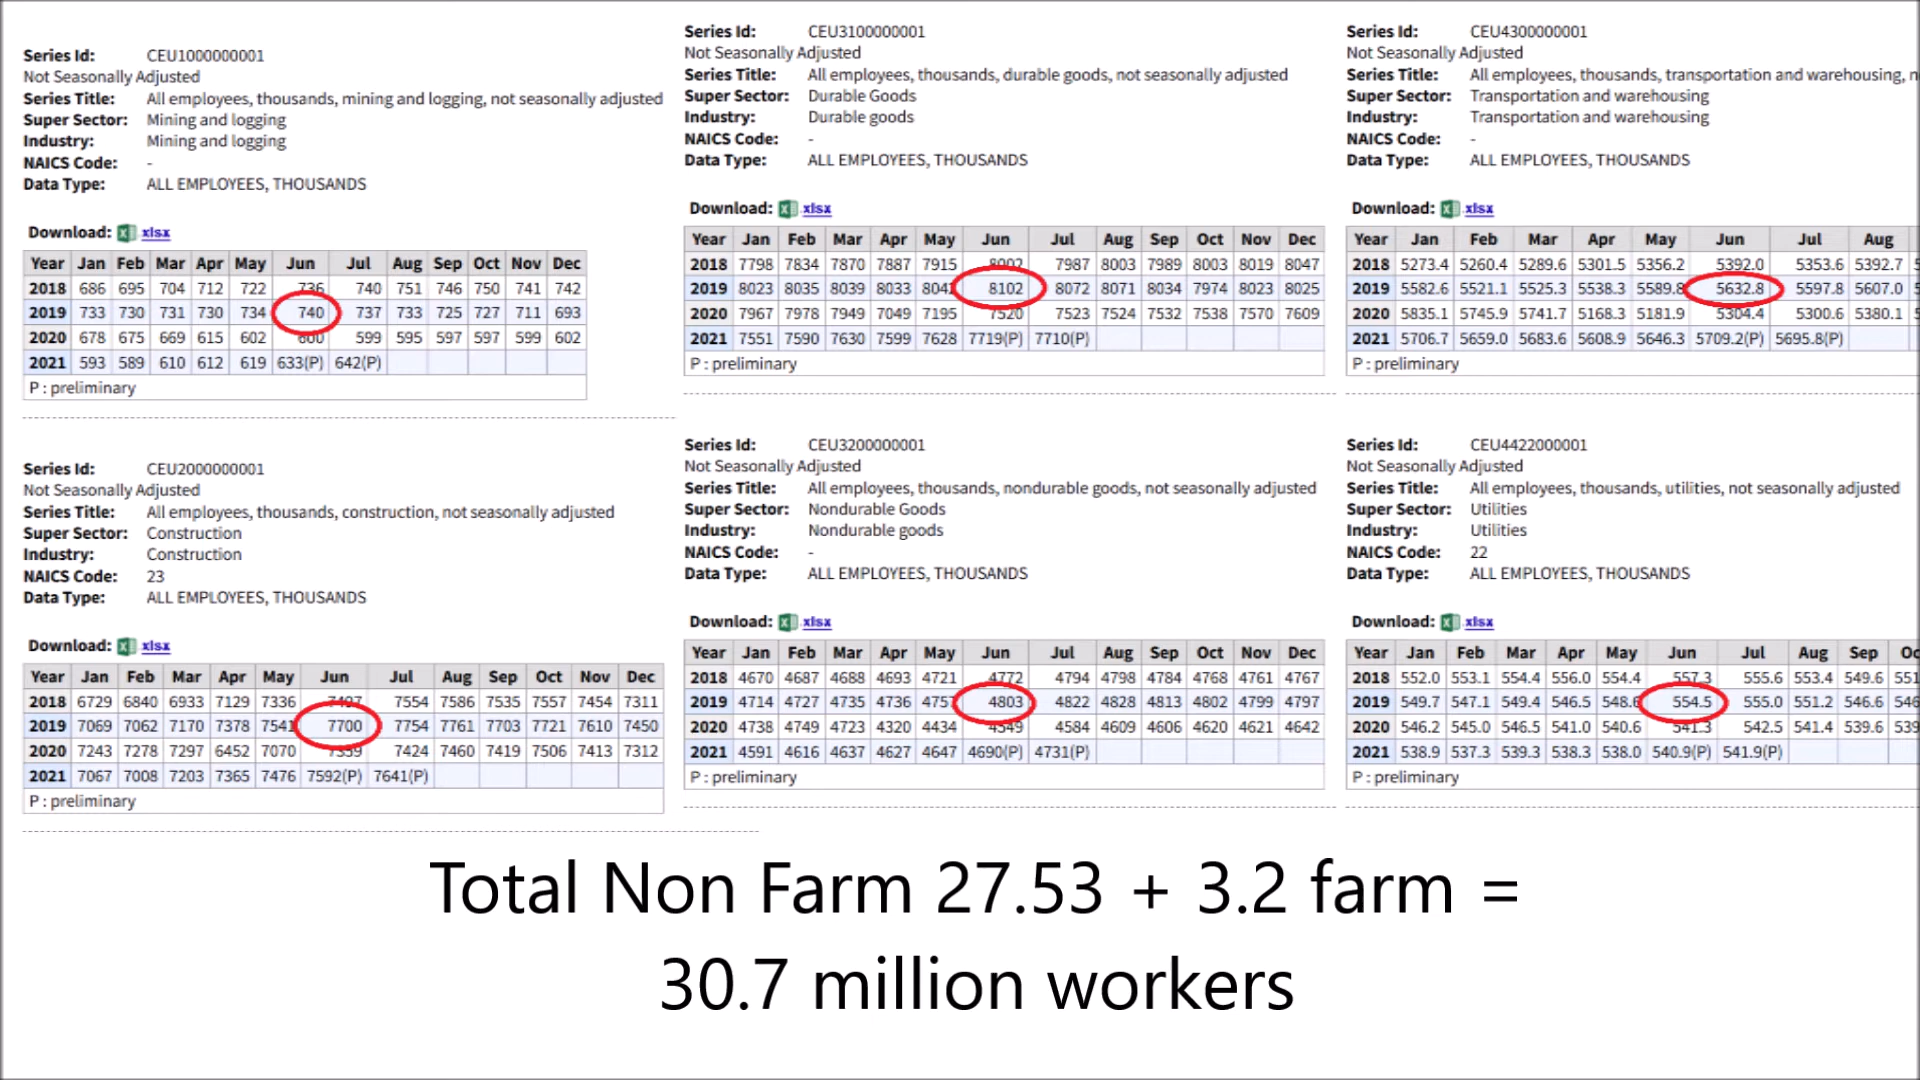 Series Id: CEU1000000001
Not Seasonally Adjusted
Series Title: All employees, thousands, mining and logging, not seasonally adjusted
Super Sector: Mining and logging
Industry: Mining and logging
NAICS Code: -
Data Type: ALL EMPLOYEES, THOUSANDS
Download: xlsx
Year Jan Feb Mar Apr May Jun Jul Aug Sep Oct Nov Dec
2018 686 695 704 712 722 736 740 751 746 750 741 742
2019 733 730 731 730 734 740 737 733 725 727 711 693
2020 678 675 669 615 602 600 599 595 597 597 599 602
2021 593 589 610 612 619 633(P) 642(P)
P : preliminary
Series Id: CEU2000000001
Not Seasonally Adjusted
Series Title: All employees, thousands, construction, not seasonally adjusted
Super Sector: Construction
Industry: Construction
NAICS Code: 23
Data Type: ALL EMPLOYEES, THOUSANDS
Download: xlsx
Year Jan Feb Mar Apr May Jun Jul Aug Sep Oct Nov Dec
2018 6729 6840 6933 7129 7336 7497 7554 7586 7535 7557 7454 7311
2019 7069 7062 7170 7378 7541 7700 7754 7761 7703 7721 7610 7450
2020 7243 7278 7297 6452 7070 7359 7424 7460 7419 7506 7413 7312
2021 7067 7008 7203 7365 7476 7592(P) 7641(P)
P : preliminary
Series Id: CEU3100000001
Not Seasonally Adjusted
Series Title: All employees, thousands, durable goods, not seasonally adjusted
Super Sector: Durable Goods
Industry: Durable goods
NAICS Code: -
Data Type: ALL EMPLOYEES, THOUSANDS
Download: xlsx
Year Jan Feb Mar Apr May Jun Jul Aug Sep Oct Nov Dec
2018 7798 7834 7870 7887 7915 8002 7987 8003 7989 8003 8019 8047
2019 8023 8035 8039 8033 8042 8102 8072 8071 8034 7974 8023 8025
2020 7967 7978 7949 7049 7195 7520 7523 7524 7532 7538 7570 7609
2021 7551 7590 7630 7599 7628 7719(P) 7710(P)
P : preliminary
Series Id: CEU3200000001
Not Seasonally Adjusted
Series Title: All employees, thousands, nondurable goods, not seasonally adjusted
Super Sector: Nondurable Goods
Industry: Nondurable goods
NAICS Code: -
Data Type: ALL EMPLOYEES, THOUSANDS
Download: xlsx
Year Jan Feb Mar Apr May Jun Jul Aug Sep Oct Nov Dec
2018 4670 4687 4688 4693 4721 4772 4794 4798 4784 4768 4761 4767
2019 4714 4727 4735 4736 4757 4803 4822 4828 4813 4802 4799 4797
2020 4738 4749 4723 4320 4434 4549 4584 4609 4606 4620 4621 4642
2021 4591 4616 4637 4627 4647 4690(P) 4731(P)
P : preliminary
Series Id: CEU4300000001
Not Seasonally Adjusted
Series Title: All employees, thousands, transportation and warehousing,
Super Sector: Transportation and warehousing
Industry: Transportation and warehousing
NAICS Code: -
Data Type: ALL EMPLOYEES, THOUSANDS
Download: xlsx
Year Jan Feb Mar Apr May Jun Jul Aug
2018 5273.4 5260.4 5289.6 5301.5 5356.2 5392.0 5353.6 5392.7
2019 5582.6 5521.1 5525.3 5538.3 5589.8 5632.8 5597.8 5607.0
2020 5835.1 5745.9 5741.7 5168.3 5181.9 5304.4 5300.6 5380.1
2021 5706.7 5659.0 5683.6 5608.9 5646.3 5709.2(P) 5695.8(P)
P : preliminary
Series Id: CEU4422000001
Not Seasonally Adjusted
Series Title: All employees, thousands, utilities, not seasonally adjusted
Super Sector: Utilities
Industry: Utilities
NAICS Code: 22
Data Type: ALL EMPLOYEES, THOUSANDS
Download: xlsx
Year Jan Feb Mar Apr May Jun Jul Aug Sep
2018 552.0 553.1 554.4 556.0 554.4 557.3 555.6 553.4 549.6
2019 549.7 547.1 549.4 546.5 548.6 554.5 555.0 551.2 546.6
2020 546.2 545.0 546.5 541.0 540.6 541.3 542.5 541.4 539.6
2021 538.9 537.3 539.3 538.3 538.0 540.9(P) 541.9(P)
P : preliminary
Total Non Farm 27.53 + 3.2 farm =
30.7 million workers